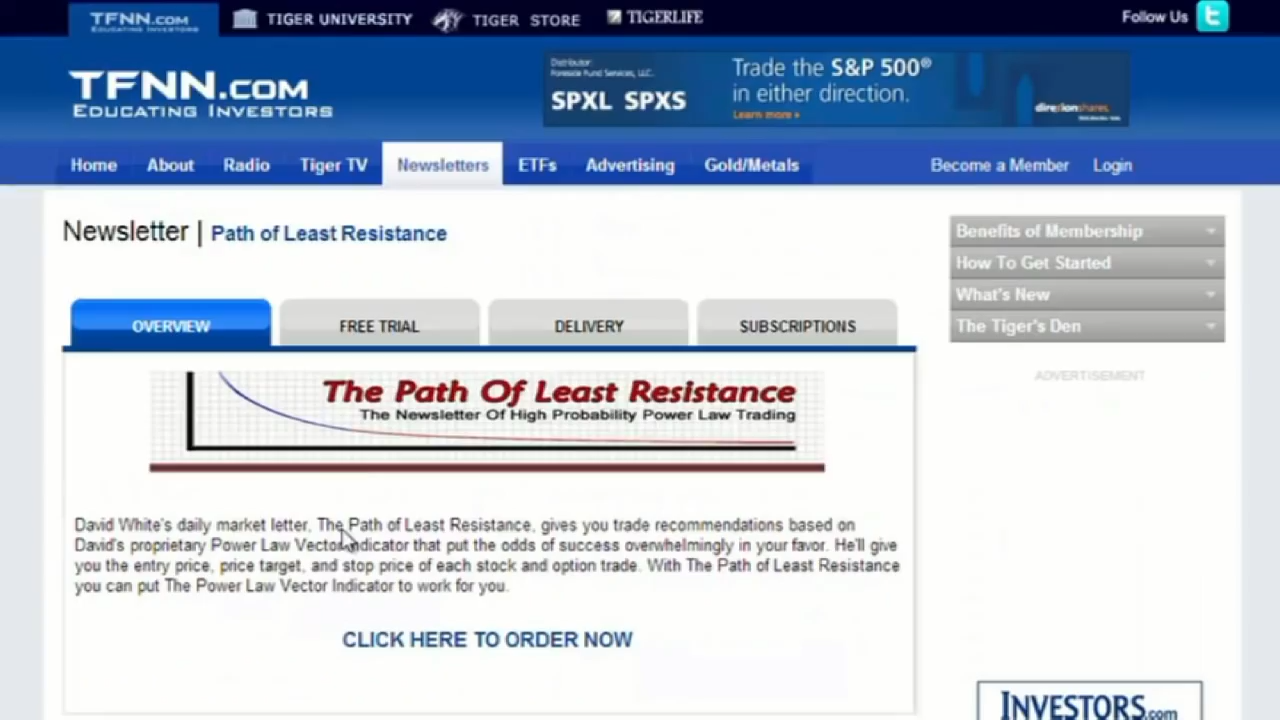 TFNN.COM
EDUCATING INVESTORS
TIGER UNIVERSITY
TIGER STORE
TIGERLIFE
Follow Us
TFNN.COM
EDUCATING INVESTORS
Distributor:
Foreside Fund Services, LLC.
SPXL SPXS
Trade the S&P 500®
in either direction.
Learn more
direxionshares
Home About Radio Tiger TV Newsletters ETFs Advertising Gold/Metals Become a Member Login
Newsletter | Path of Least Resistance
Benefits of Membership
How To Get Started
What's New
The Tiger's Den
OVERVIEW FREE TRIAL DELIVERY SUBSCRIPTIONS
ADVERTISEMENT
The Path Of Least Resistance
The Newsletter Of High Probability Power Law Trading
David White's daily market letter, The Path of Least Resistance, gives you trade recommendations based on
David's proprietary Power Law Vector Indicator that put the odds of success overwhelmingly in your favor. He'll give
you the entry price, price target, and stop price of each stock and option trade. With The Path of Least Resistance
you can put The Power Law Vector Indicator to work for you.
CLICK HERE TO ORDER NOW
INVESTORS.com